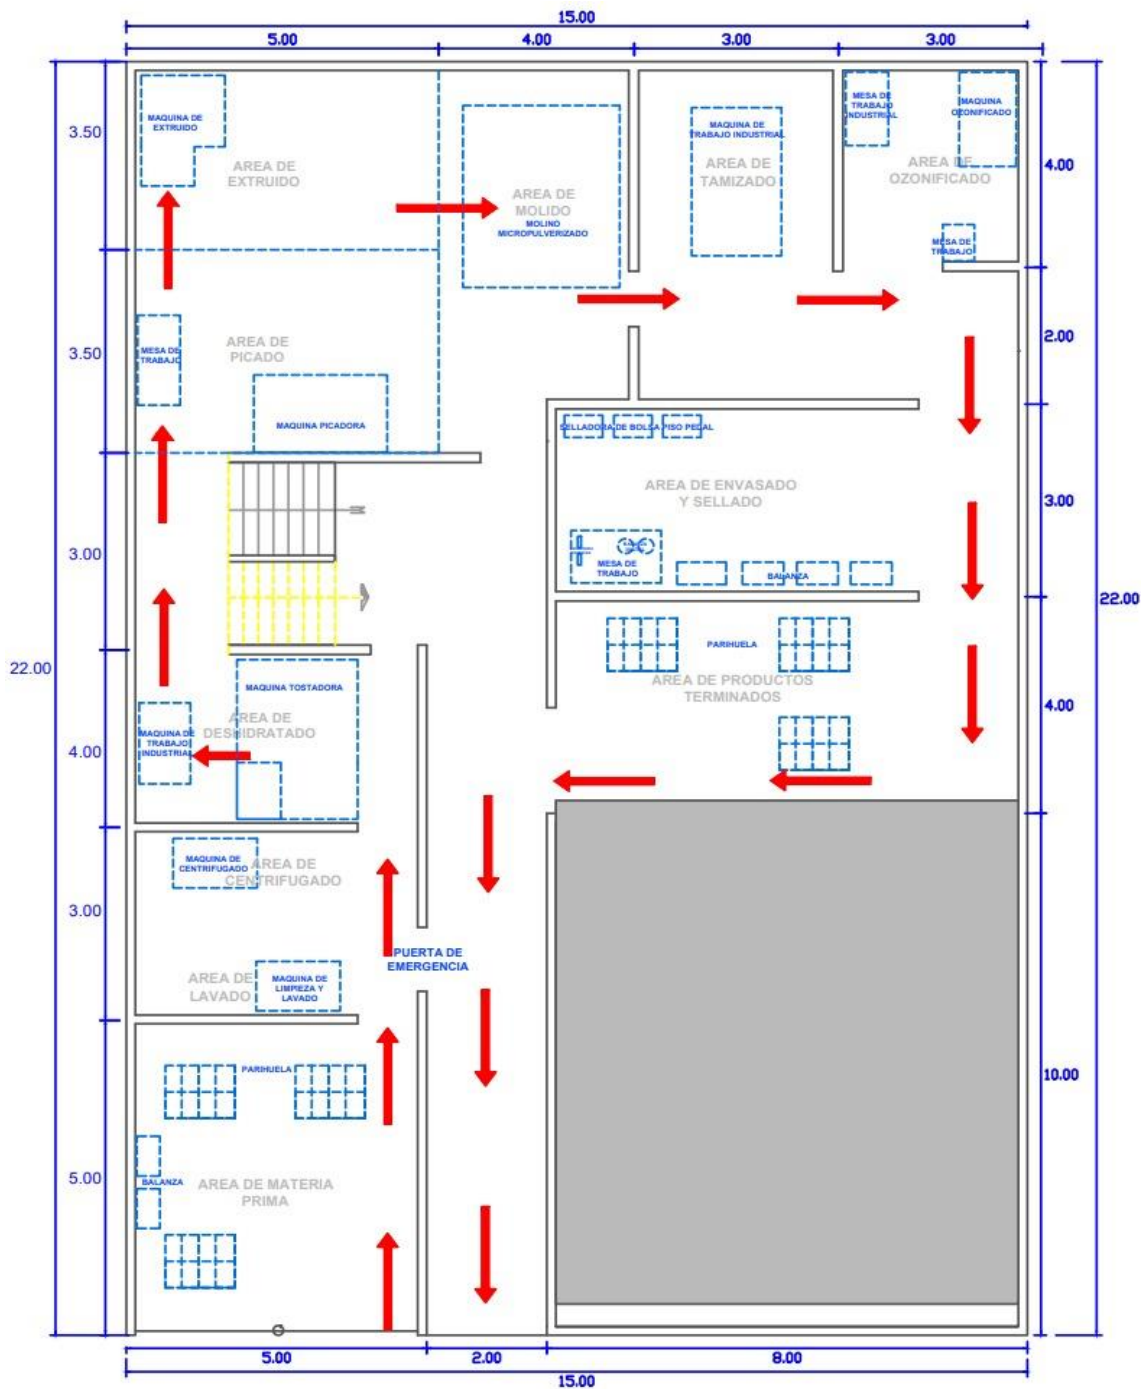 15.00
5.00
4.00
3.00
3.00
3.50
MAQUINA DE
EXTRUIDO
AREA DE
EXTRUIDO
AREA DE
MOLIDO
MOLINO
MICROPULVERIZADO
MAQUINA DE
TRABAJO INDUSTRIAL
AREA DE
TAMIZADO
MESA DE
TRABAJO
INDUSTRIAL
MAQUINA
OZONIFICADO
AREA DE
OZONIFICADO
4.00
MESA DE
TRABAJO
3.50
MESA DE
TRABAJO
AREA DE
PICADO
MAQUINA PICADORA
2.00
SELLADORA DE BOLSA PISO PEDAL
AREA DE ENVASADO
Y SELLADO
3.00
MESA DE
TRABAJO
BALANZA
3.00
22.00
22.00
PARIHUELA
AREA DE PRODUCTOS
TERMINADOS
4.00
MAQUINA TOSTADORA
AREA DE
DESHIDRATADO
MAQUINA DE
TRABAJO
INDUSTRIAL
4.00
MAQUINA DE
CENTRIFUGADO
AREA DE
CENTRIFUGADO
3.00
PUERTA DE
EMERGENCIA
AREA DE
LAVADO
MAQUINA DE
LIMPIEZA Y
LAVADO
PARIHUELA
10.00
5.00
BALANZA
AREA DE MATERIA
PRIMA
5.00
2.00
8.00
15.00